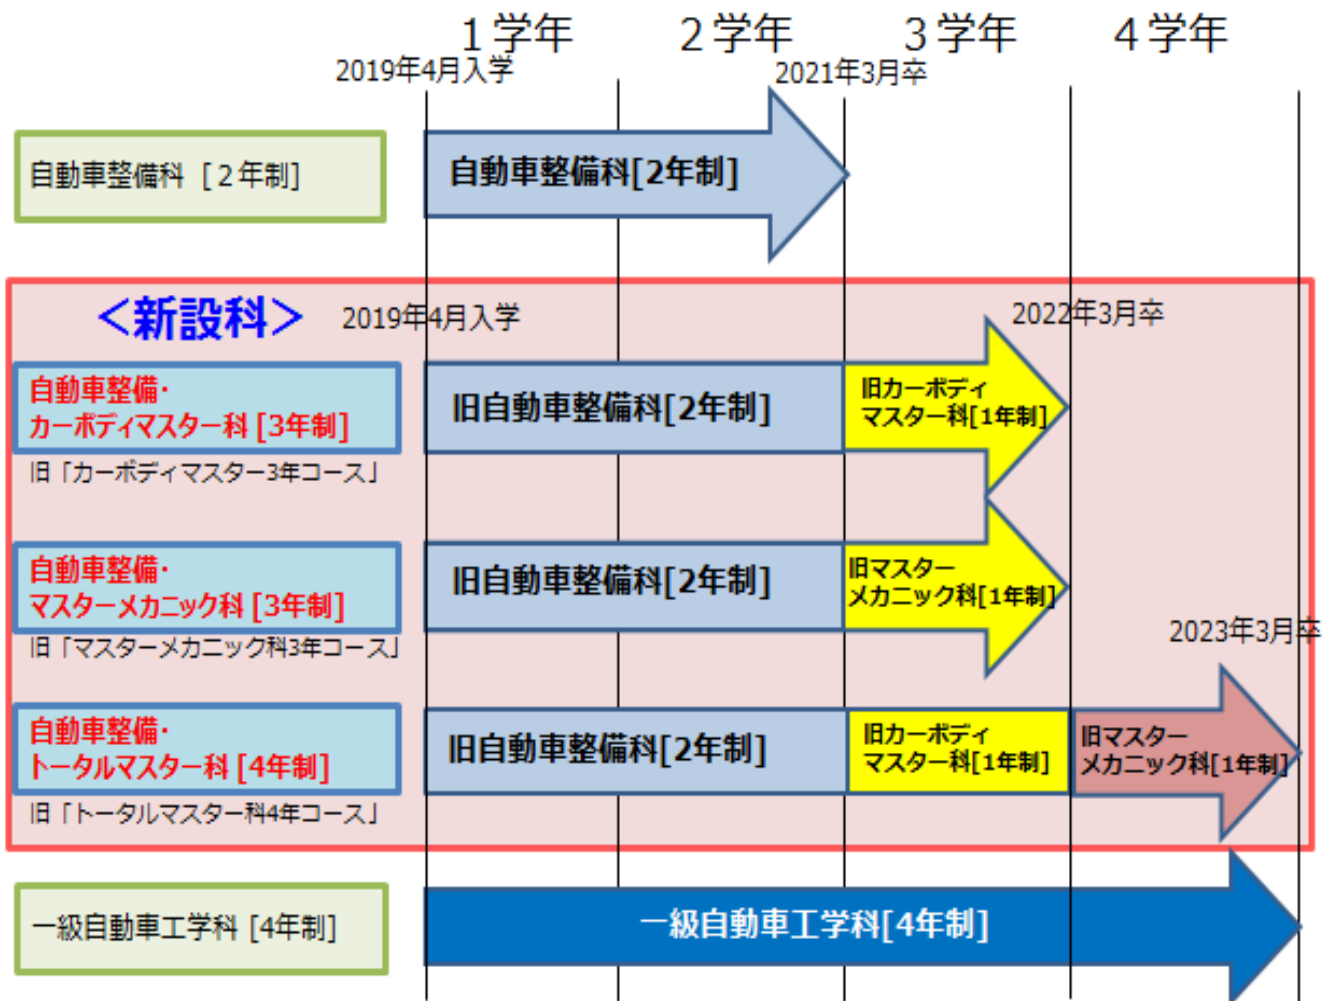 1学年 2学年 3学年 4学年
2019年4月入学 2021年3月卒
自動車整備科 [２年制]
自動車整備科[2年制]
＜新設科＞
2019年4月入学
2022年3月卒
自動車整備・
カーボディマスター科 [3年制]
旧「カーボディマスター3年コース」
旧自動車整備科[2年制]
旧カーボディ
マスター科[1年制]
自動車整備・
マスターメカニック科 [3年制]
旧「マスターメカニック科3年コース」
旧自動車整備科[2年制]
旧マスター
メカニック科[1年制]
2023年3月卒
自動車整備・
トータルマスター科 [4年制]
旧「トータルマスター科4年コース」
旧自動車整備科[2年制]
旧カーボディ
マスター科[1年制]
旧マスター
メカニック科[1年制]
一級自動車工学科 [4年制]
一級自動車工学科[4年制]